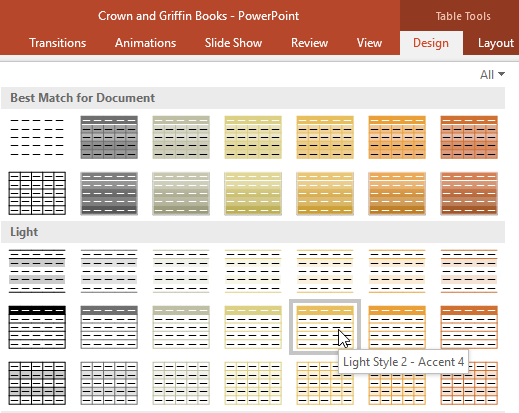 Crown and Griffin Books - PowerPoint
Table Tools
Transitions Animations Slide Show Review View Design Layout
All
Best Match for Document
Light
Light Style 2 - Accent 4